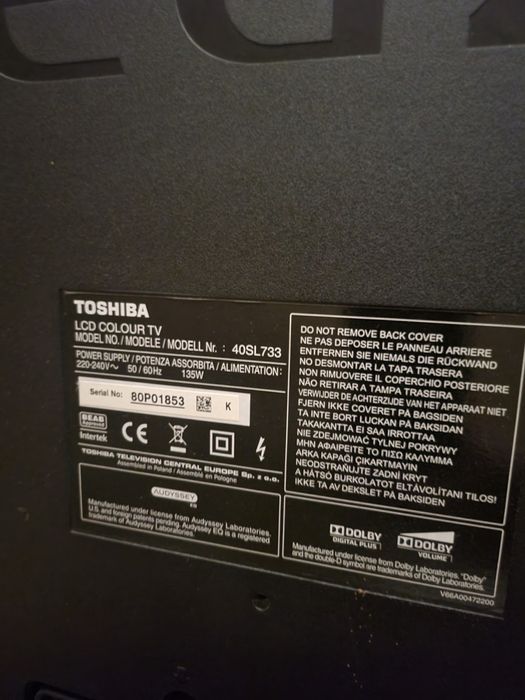 TOSHIBA
LCD COLOUR TV
MODEL NO. / MODELE / MODELL Nr. : 40SL733
POWER SUPPLY / POTENZA ASSORBITA / ALIMENTATION :
220-240V~ 50 / 60Hz 135W
Serial No: 80P01853 K
BEAB
Approved
Intertek
CE
TOSHIBA TELEVISION CENTRAL EUROPE Sp. z o.o.
Assembled in Poland / Assemblé en Pologne
AUDYSSEY
EQ
Manufactured under license from Audyssey Laboratories.
U.S. and foreign patents pending. Audyssey EQ is a registered
trademark of Audyssey Laboratories.
DO NOT REMOVE BACK COVER
NE PAS DEPOSER LE PANNEAU ARRIERE
ENTFERNEN SIE NIEMALS DIE RÜCKWAND
NO DESMONTAR LA TAPA TRASERA
NON RIMUOVERE IL COPERCHIO POSTERIORE
NÃO RETIRAR A TAMPA TRASEIRA
VERWIJDER DE ACHTERZIJDE VAN HET APPARAAT NIET
FJERN IKKE COVERET PÅ BAGSIDEN
TA INTE BORT LUCKAN PÅ BAKSIDAN
TAKAKANTTA EI SAA IRROTTAA
NIE ZDEJMOWAĆ TYLNEJ POKRYWY
ΜΗΝ ΑΦΑΙΡΕΙΤΕ ΤΟ ΠΙΣΩ ΚΑΛΥΜΜΑ
ARKA KAPAĞI ÇIKARTMAYIN
NEODSTRAŇUJTE ZADNÍ KRYT
A HÁTSÓ BURKOLATOT ELTÁVOLÍTANI TILOS!
IKKE TA AV DEKSLET PÅ BAKSIDEN
DOLBY
DIGITAL PLUS
DOLBY
VOLUME
Manufactured under license from Dolby Laboratories. "Dolby"
and the double-D symbol are trademarks of Dolby Laboratories.
V66A00472200